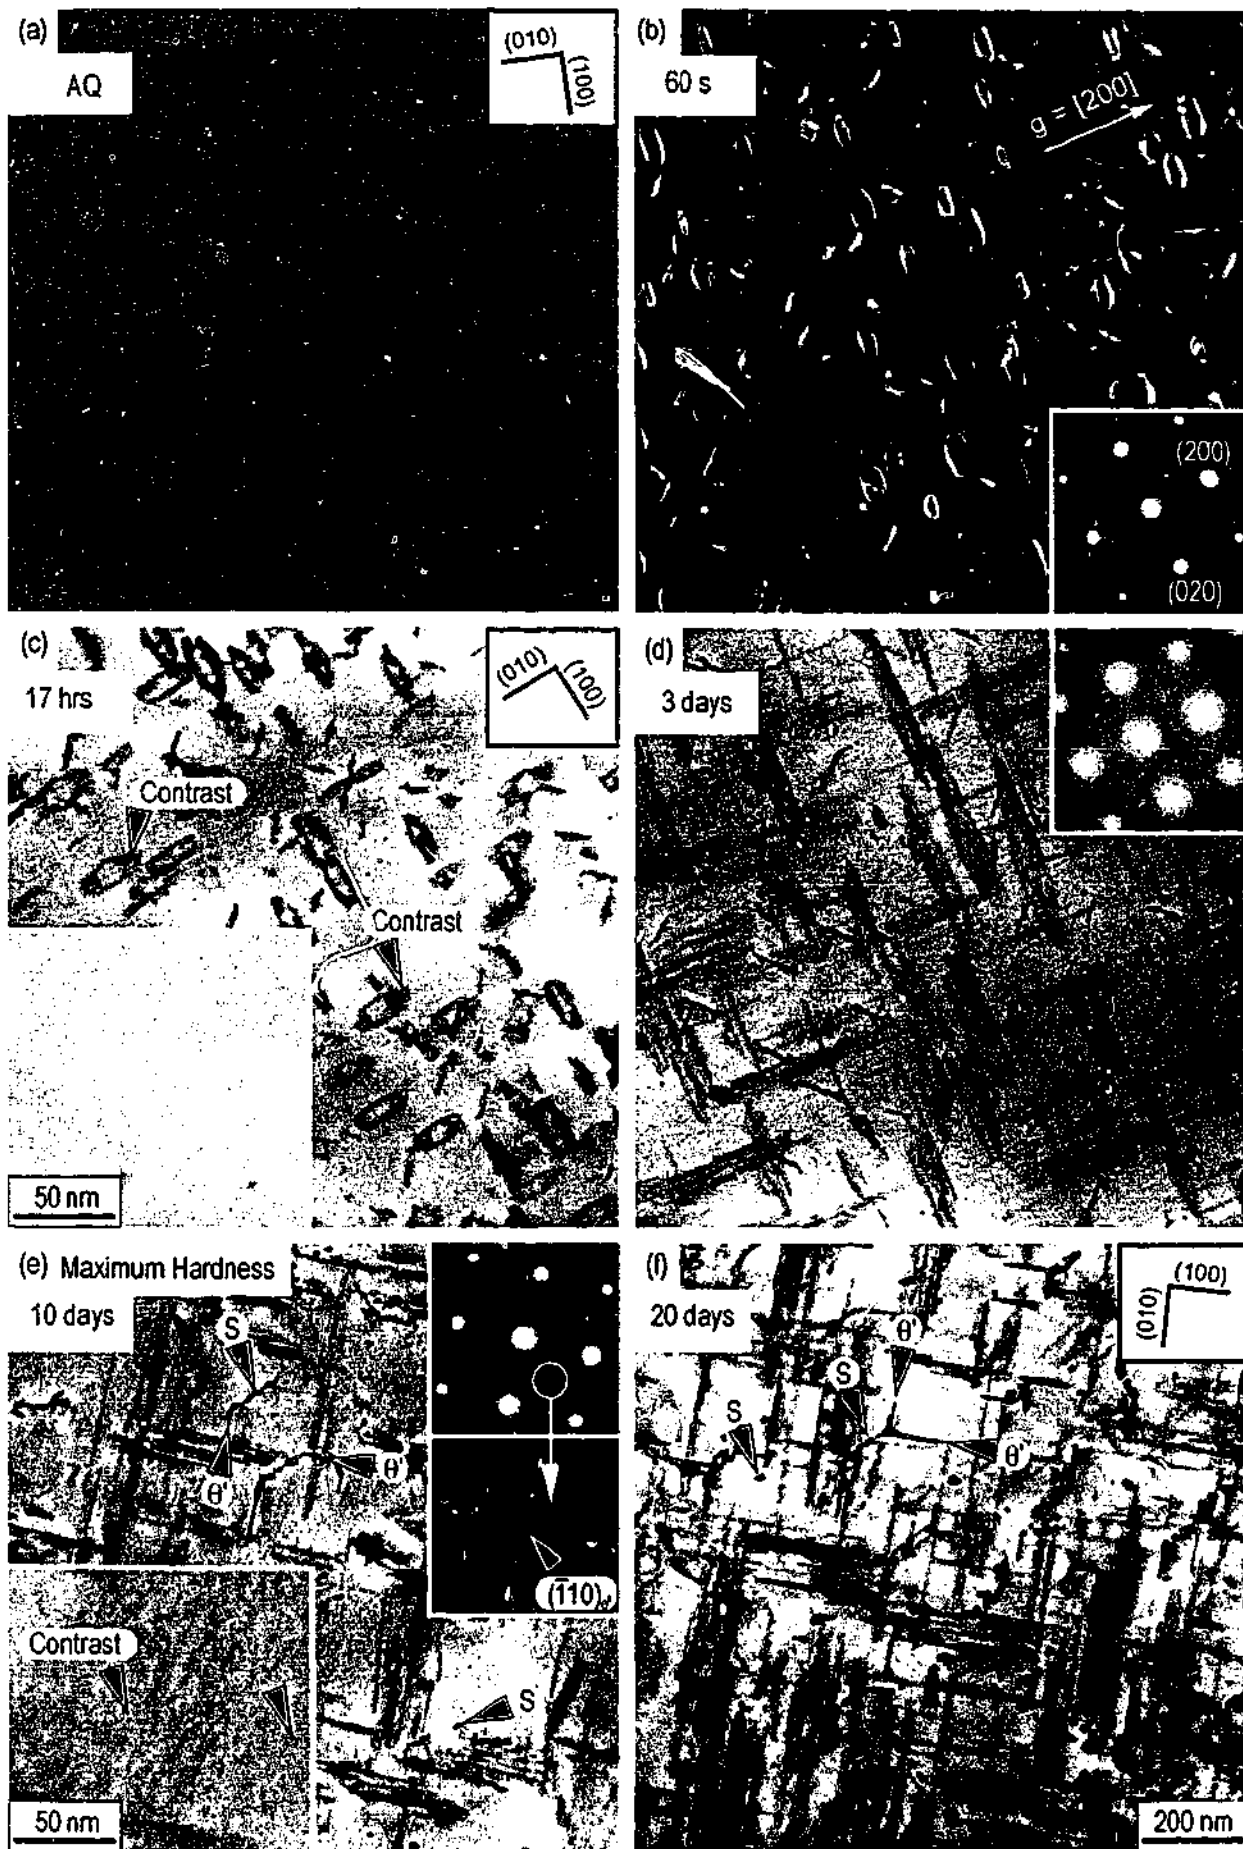 (a)
AQ
(010)
(100)
(b)
60 s
g = [200]
(200)
(020)
(c)
17 hrs
(010)
(100)
Contrast
Contrast
50 nm
(d)
3 days
(e) Maximum Hardness
10 days
S
θ'
θ'
(1̄10)
Contrast
S
50 nm
(f)
20 days
(100)
(010)
θ'
S
S
θ'
200 nm